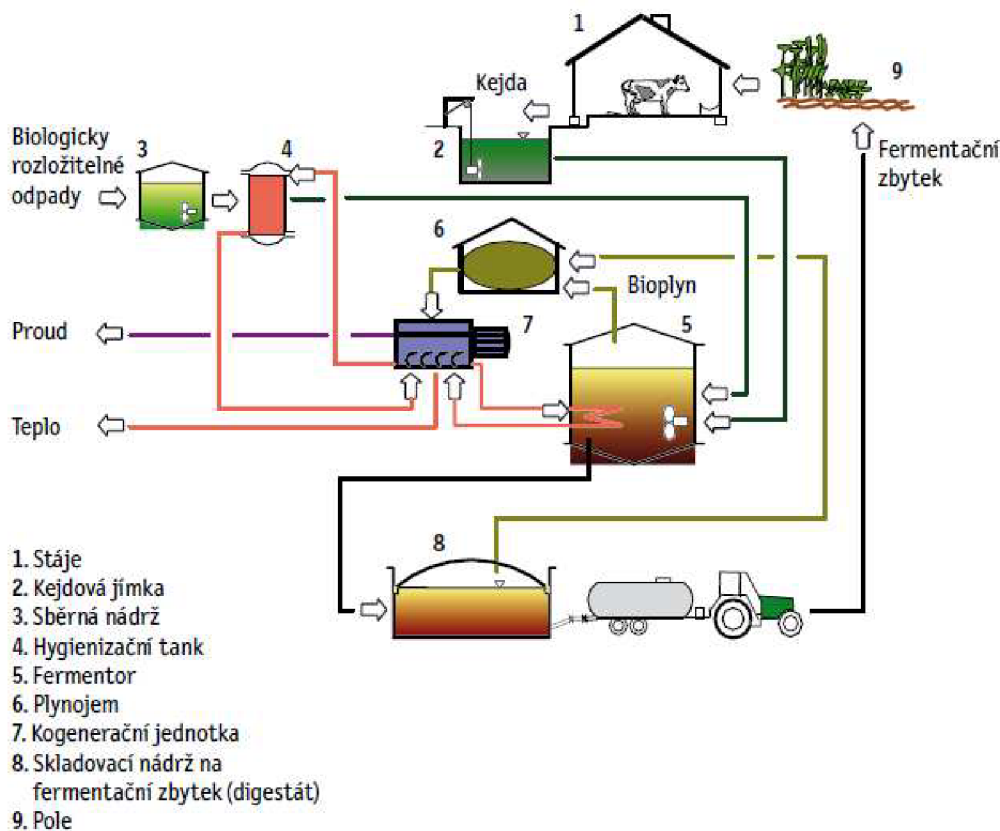 1
Kejda
9
Biologicky
rozložitelné
odpady
3
4
2
Fermentační
zbytek
6
Bioplyn
Proud
7
5
Teplo
8
1. Stáje
2. Kejdová jímka
3. Sběrná nádrž
4. Hygienizační tank
5. Fermentor
6. Plynojem
7. Kogenerační jednotka
8. Skladovací nádrž na
fermentační zbytek (digestát)
9. Pole